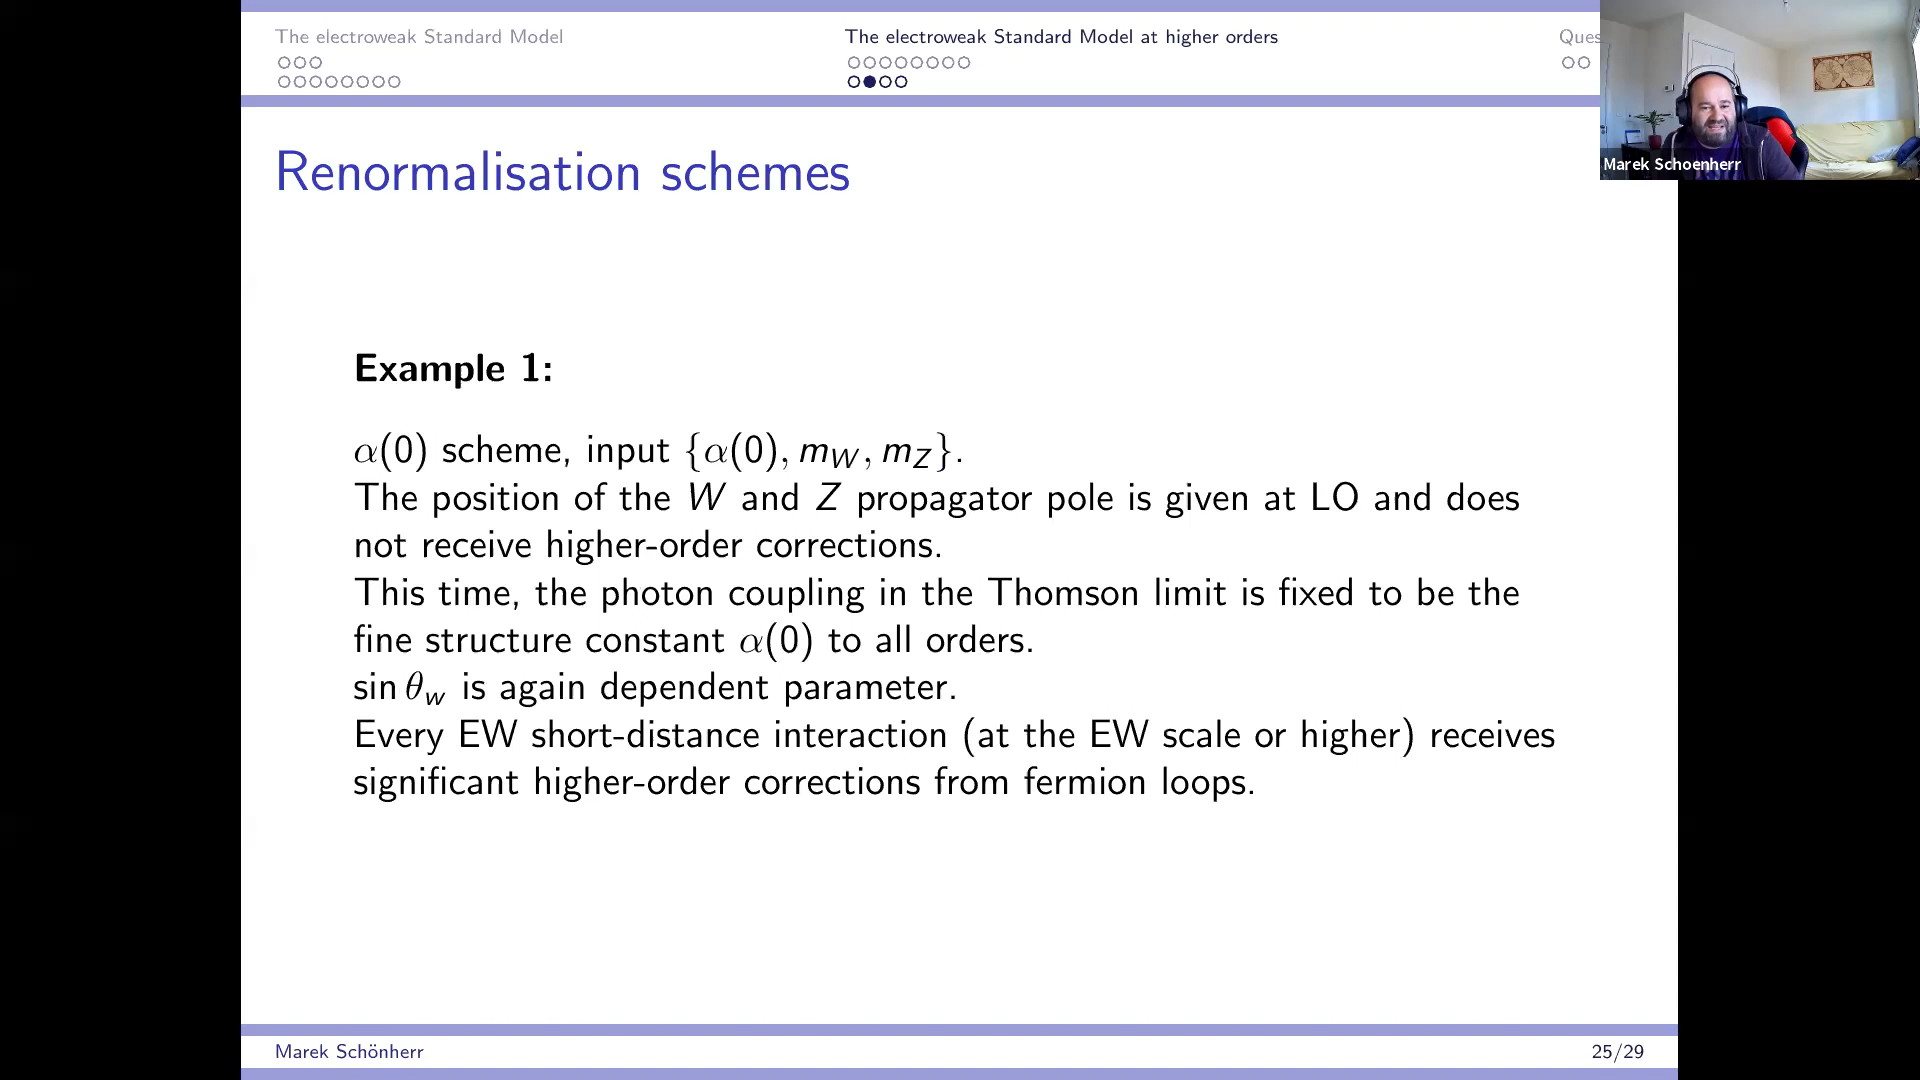 The electroweak Standard Model
The electroweak Standard Model at higher orders
Marek Schoenherr
Renormalisation schemes
Example 1:
α(0) scheme, input {α(0), m_W, m_Z}.
The position of the W and Z propagator pole is given at LO and does
not receive higher-order corrections.
This time, the photon coupling in the Thomson limit is fixed to be the
fine structure constant α(0) to all orders.
sin θ_w is again dependent parameter.
Every EW short-distance interaction (at the EW scale or higher) receives
significant higher-order corrections from fermion loops.
Marek Schönherr
25/29